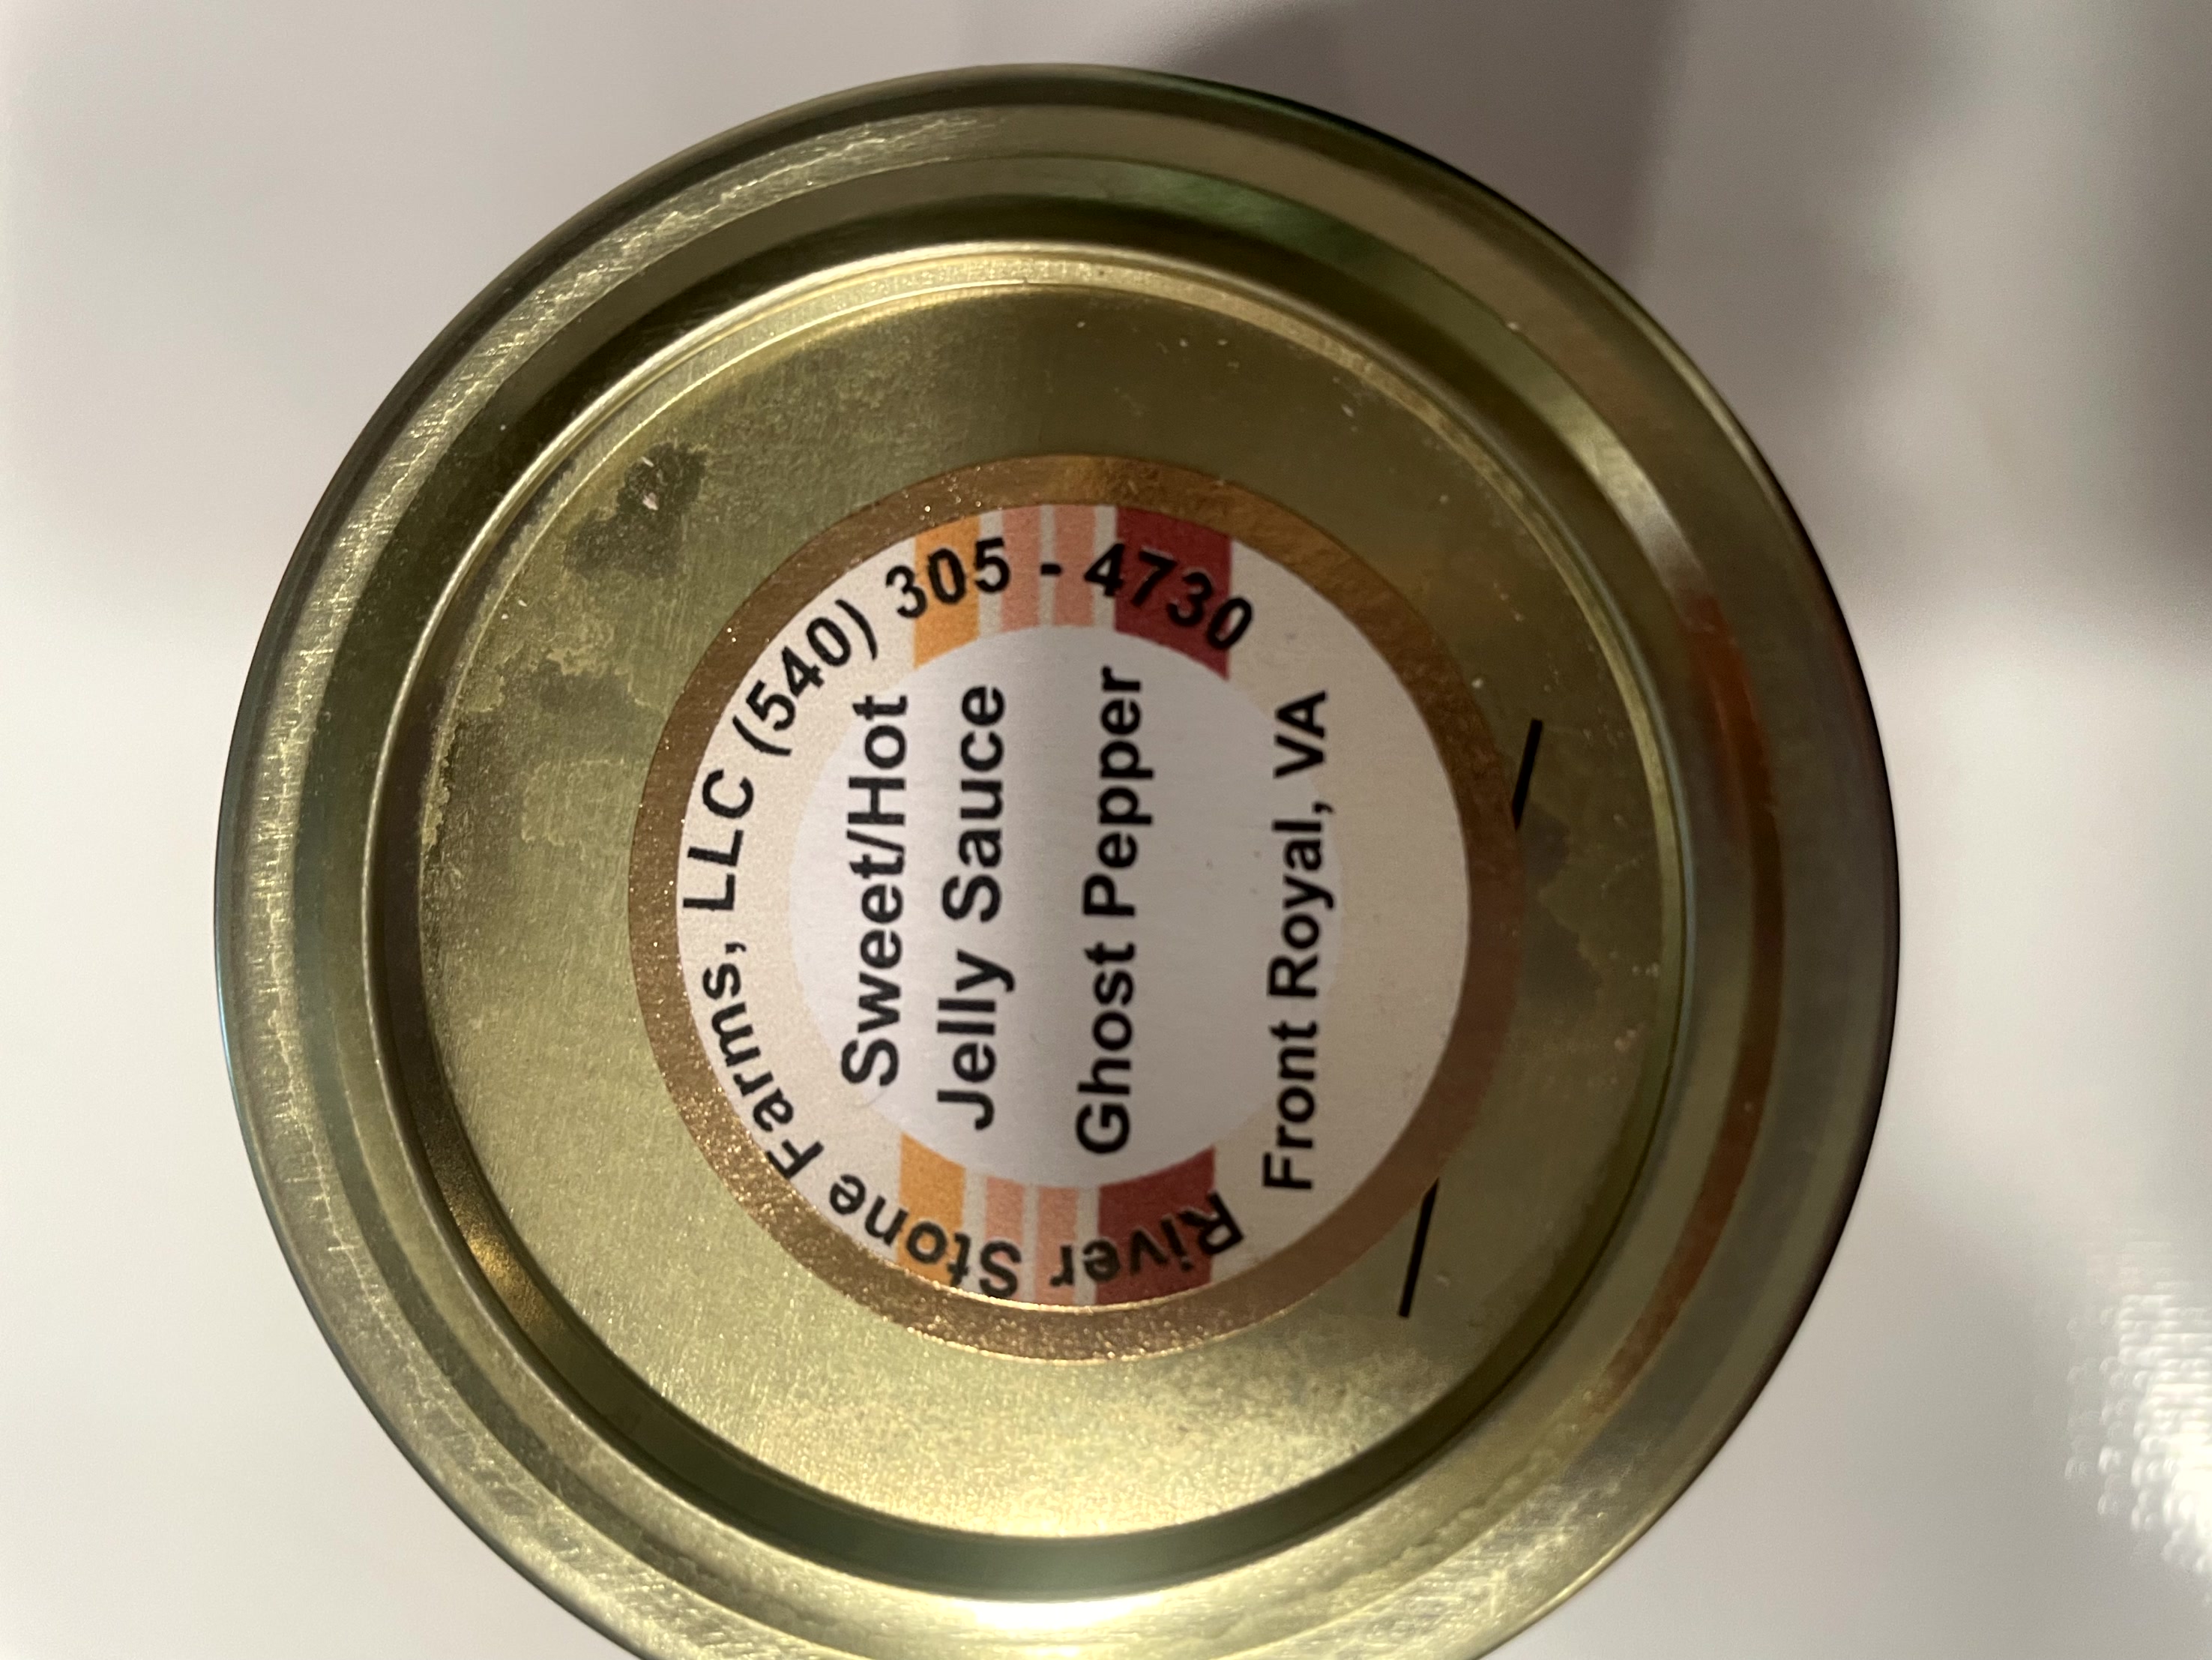 River Stone Farms, LLC (540) 305 - 4730
Sweet/Hot
Jelly Sauce
Ghost Pepper
Front Royal, VA